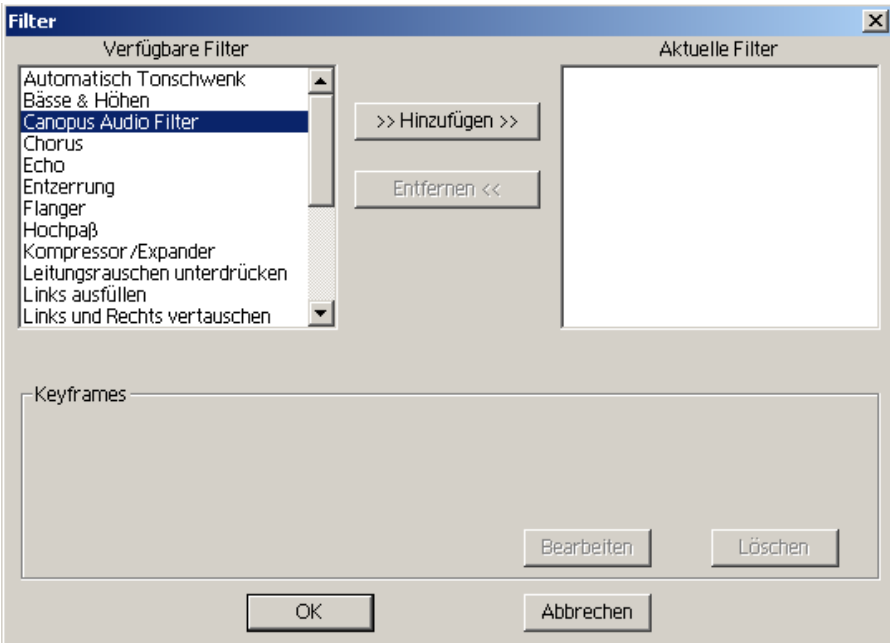 Filter
Verfügbare Filter
Aktuelle Filter
Automatisch Tonschwenk
Bässe & Höhen
Canopus Audio Filter
Chorus
Echo
Entzerrung
Flanger
Hochpaß
Kompressor/Expander
Leitungsrauschen unterdrücken
Links ausfüllen
Links und Rechts vertauschen
>> Hinzufügen >>
Entfernen <<
Keyframes
Bearbeiten
Löschen
OK
Abbrechen